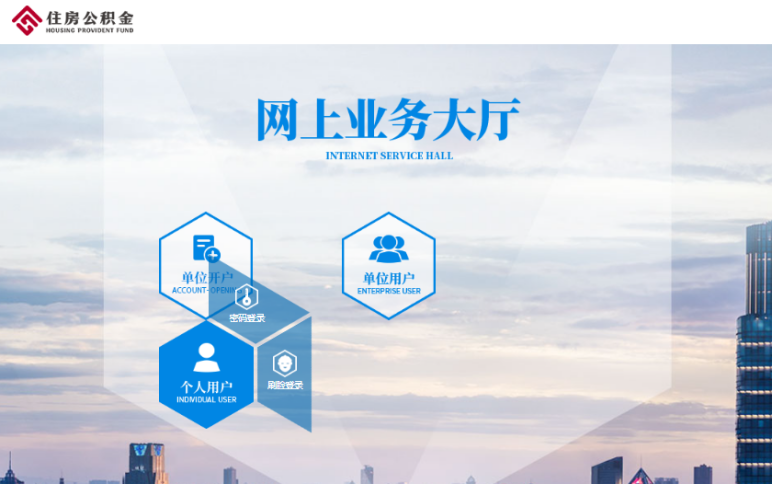 住房公积金
HOUSING PROVIDENT FUND
网上业务大厅
INTERNET SERVICE HALL
单位开户
ACCOUNT-OPENING
单位用户
ENTERPRISE USER
密码登录
个人用户
INDIVIDUAL USER
刷脸登录